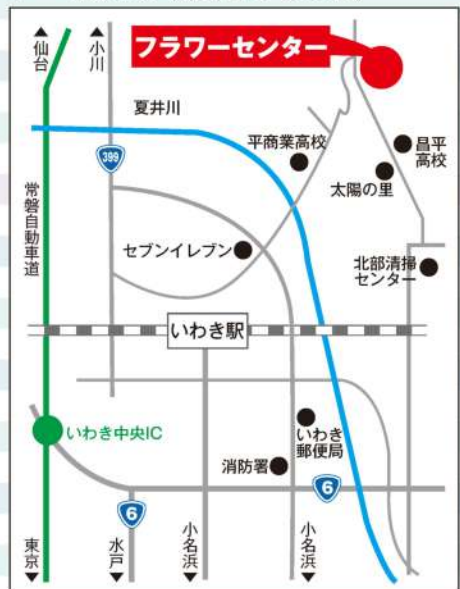 ▲仙台
▲小川
フラワーセンター
夏井川
399
平商業高校
昌平
高校
太陽の里
常磐自動車道
セブンイレブン
北部清掃
センター
いわき駅
いわき中央IC
いわき
郵便局
消防署
6
6
東京▼
水戸▼
小名浜▼
小名浜▼